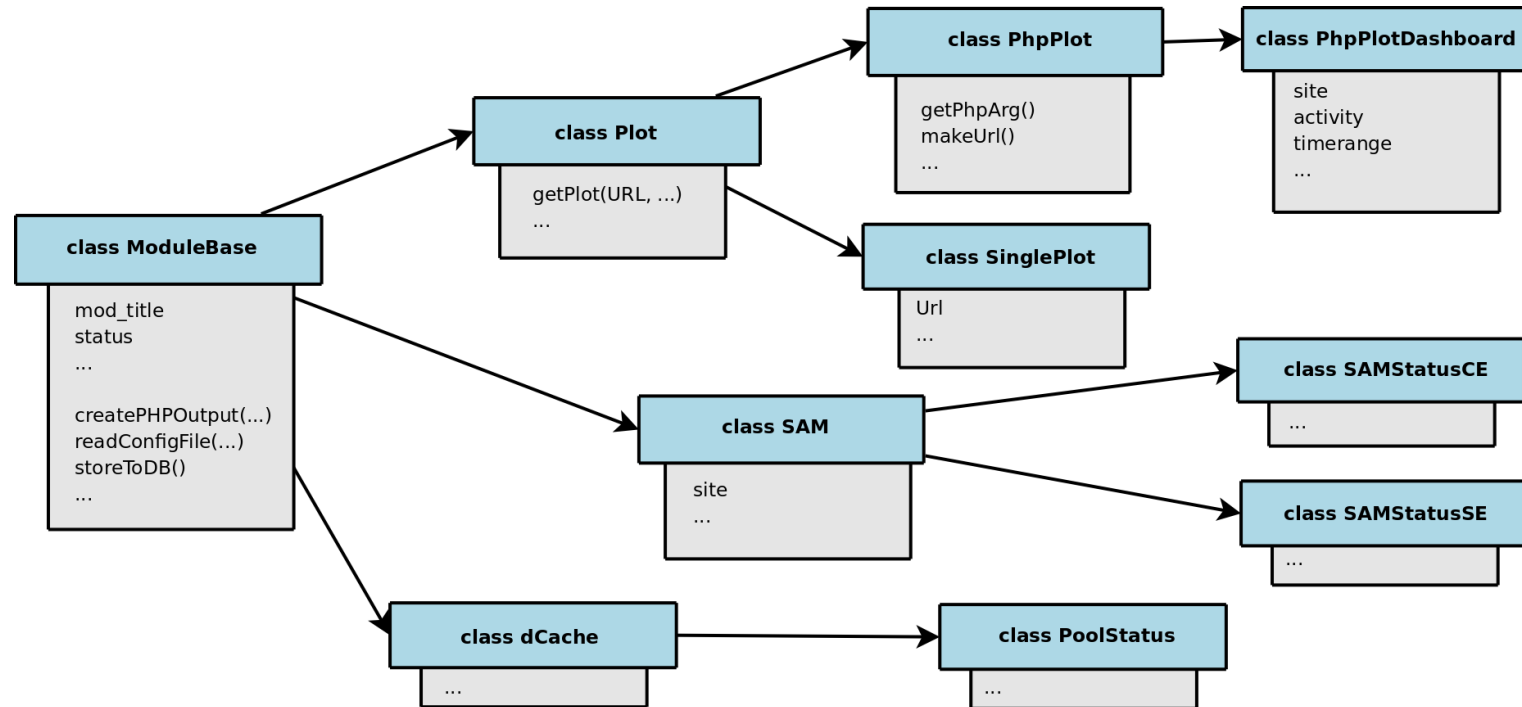 class ModuleBase
mod_title
status
...
createPHPOutput(...)
readConfigFile(...)
storeToDB()
...
class Plot
getPlot(URL, ...)
...
class PhpPlot
getPhpArg()
makeUrl()
...
class PhpPlotDashboard
site
activity
timerange
...
class SinglePlot
Url
...
class SAM
site
...
class SAMStatusCE
...
class SAMStatusSE
...
class dCache
...
class PoolStatus
...